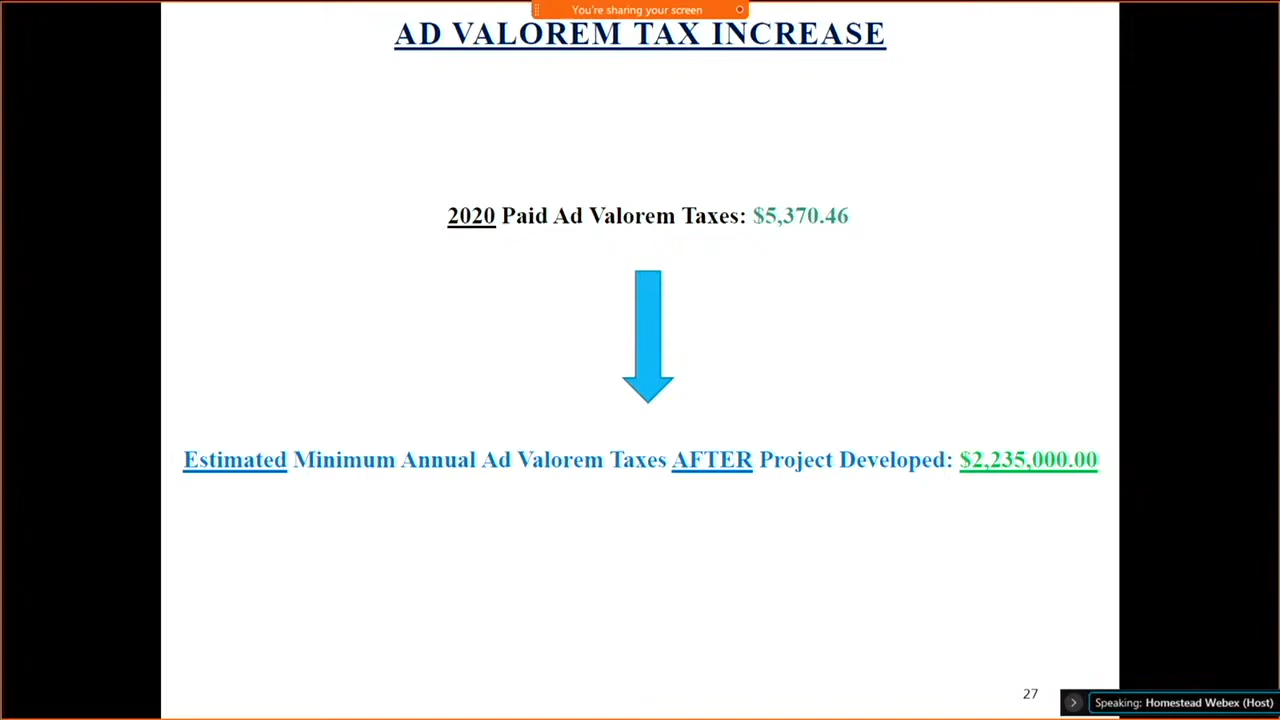 You're sharing your screen
AD VALOREM TAX INCREASE
2020 Paid Ad Valorem Taxes: $5,370.46
Estimated Minimum Annual Ad Valorem Taxes AFTER Project Developed: $2,235,000.00
27
Speaking: Homestead Webex (Host)